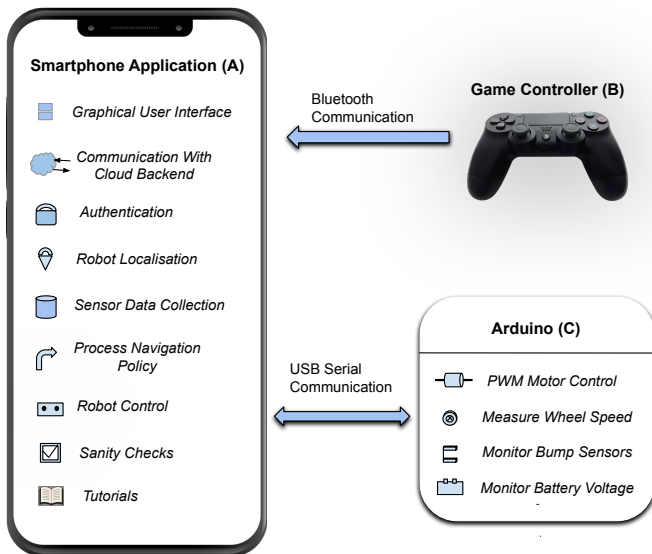 Smartphone Application (A)
Graphical User Interface
Communication With
Cloud Backend
Authentication
Robot Localisation
Sensor Data Collection
Process Navigation
Policy
Robot Control
Sanity Checks
Tutorials
Bluetooth
Communication
Game Controller (B)
USB Serial
Communication
Arduino (C)
PWM Motor Control
Measure Wheel Speed
Monitor Bump Sensors
Monitor Battery Voltage